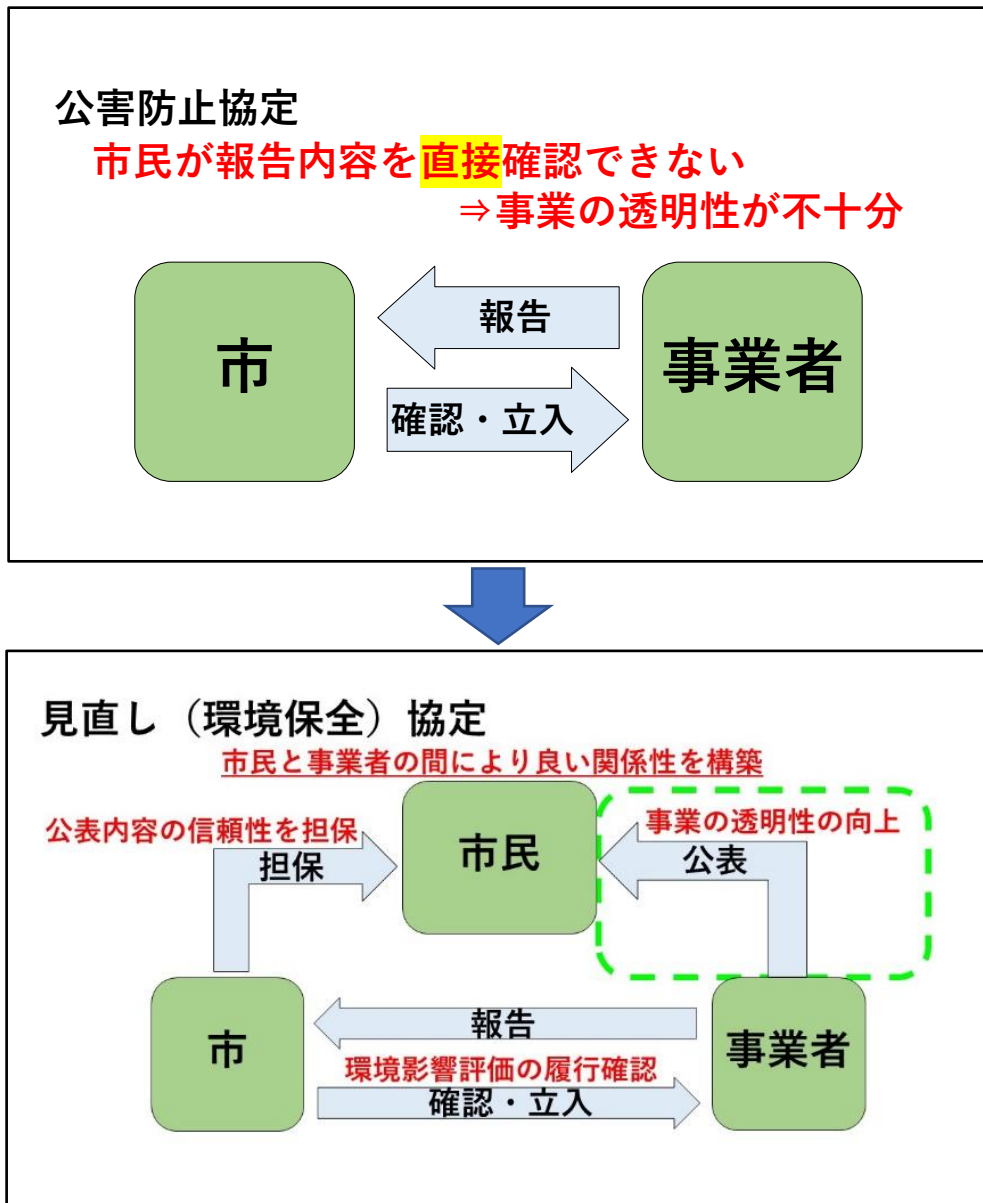 公害防止協定
市民が報告内容を直接確認できない
⇒事業の透明性が不十分
市
報告
確認・立入
事業者
見直し（環境保全）協定
市民と事業者の間により良い関係性を構築
公表内容の信頼性を担保
担保
市民
事業の透明性の向上
公表
市
報告
環境影響評価の履行確認
確認・立入
事業者